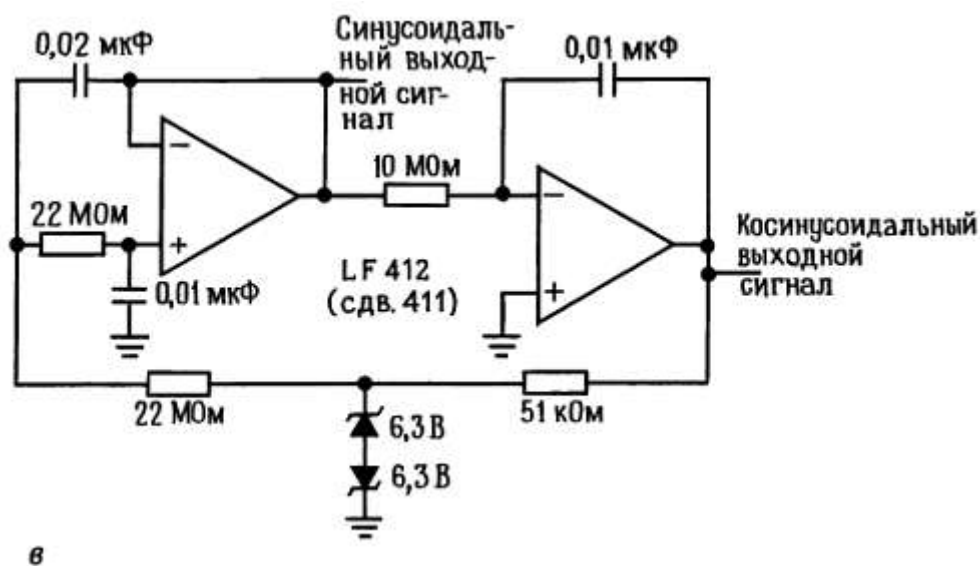 0,02 мкФ
Синусоидаль-
ный выход-
ной сиг-
нал
0,01 мкФ
−
22 МОм
+
0,01 мкФ
10 МОм
LF 412
(сдв. 411)
−
+
Косинусоидальный
выходной
сигнал
22 МОм
51 кОм
6,3 В
6,3 В
в